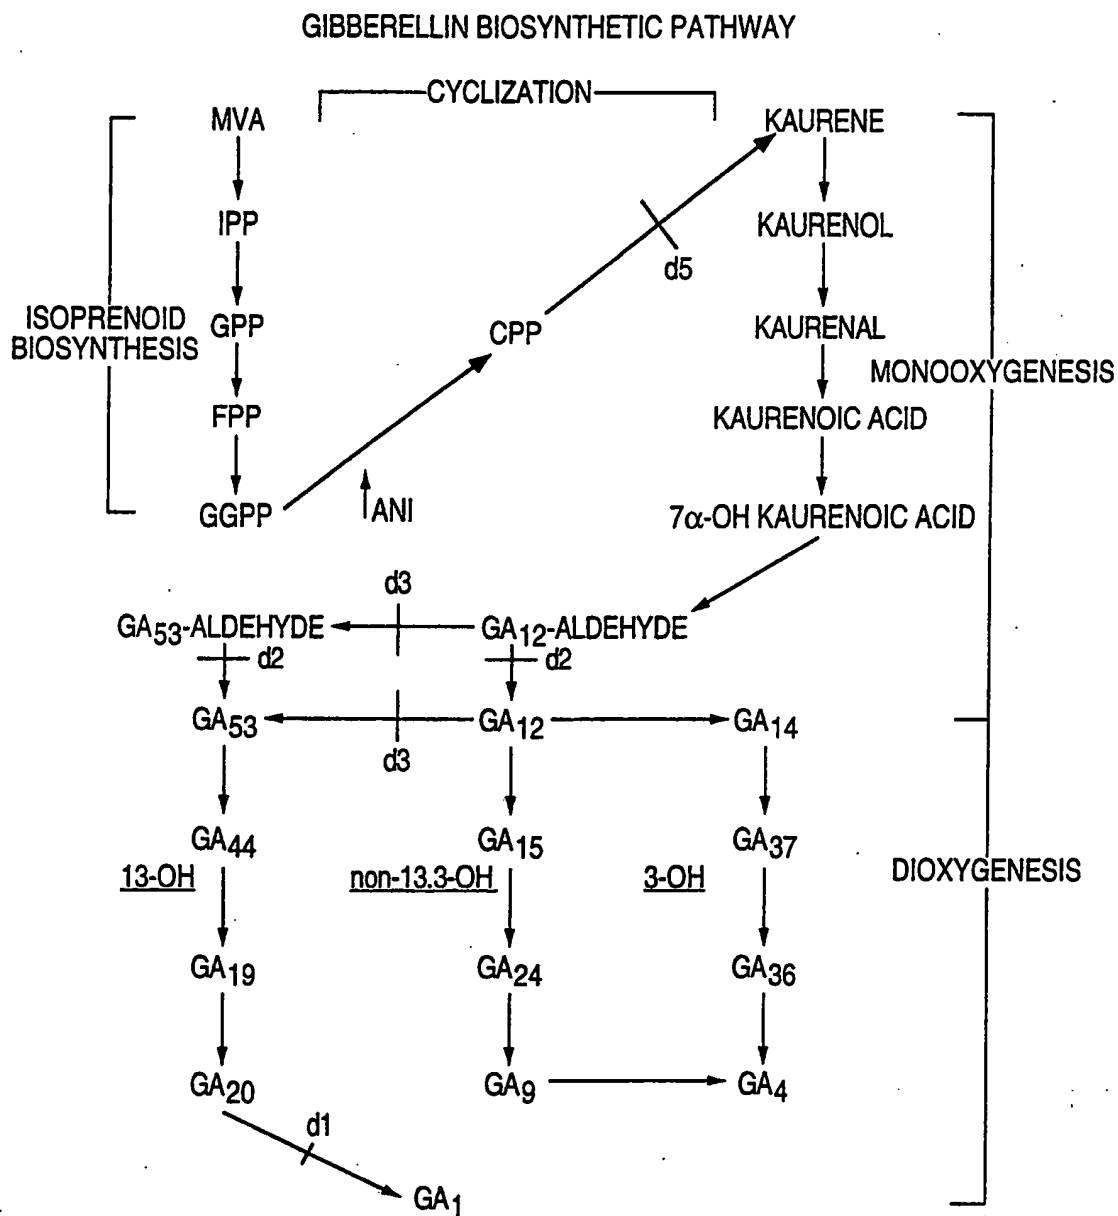 GIBBERELLIN BIOSYNTHETIC PATHWAY
CYCLIZATION
MVA
KAURENE
IPP
KAURENOL
d5
ISOPRENOID
BIOSYNTHESIS
GPP
CPP
KAURENAL
MONOOXYGENESIS
FPP
KAURENOIC ACID
GGPP
ANI
7α-OH KAURENOIC ACID
d3
GA53-ALDEHYDE
GA12-ALDEHYDE
d2
d2
GA53
GA12
GA14
d3
GA44
GA15
GA37
13-OH
non-13.3-OH
3-OH
DIOXYGENESIS
GA19
GA24
GA36
GA20
GA9
GA4
d1
GA1